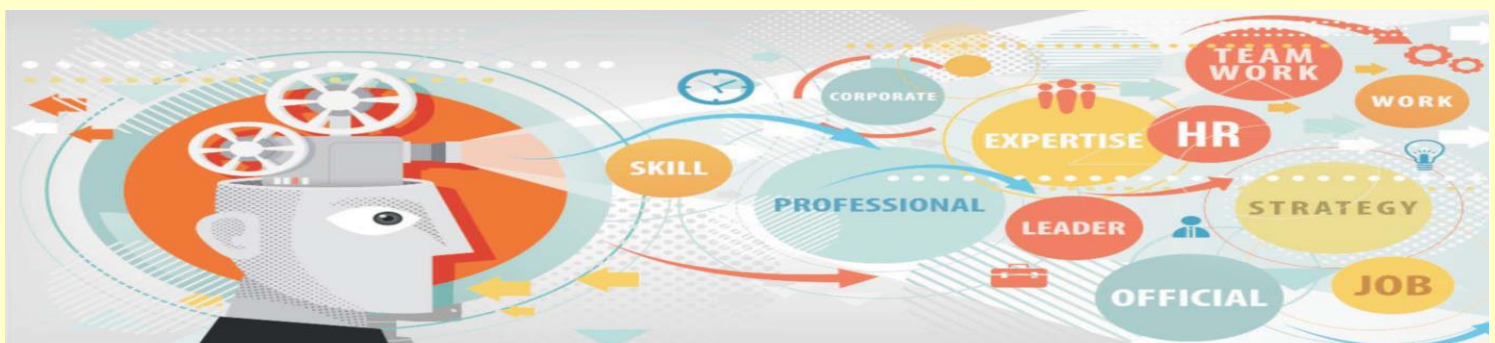 SKILL
CORPORATE
PROFESSIONAL
EXPERTISE
HR
LEADER
TEAM
WORK
WORK
STRATEGY
OFFICIAL
JOB